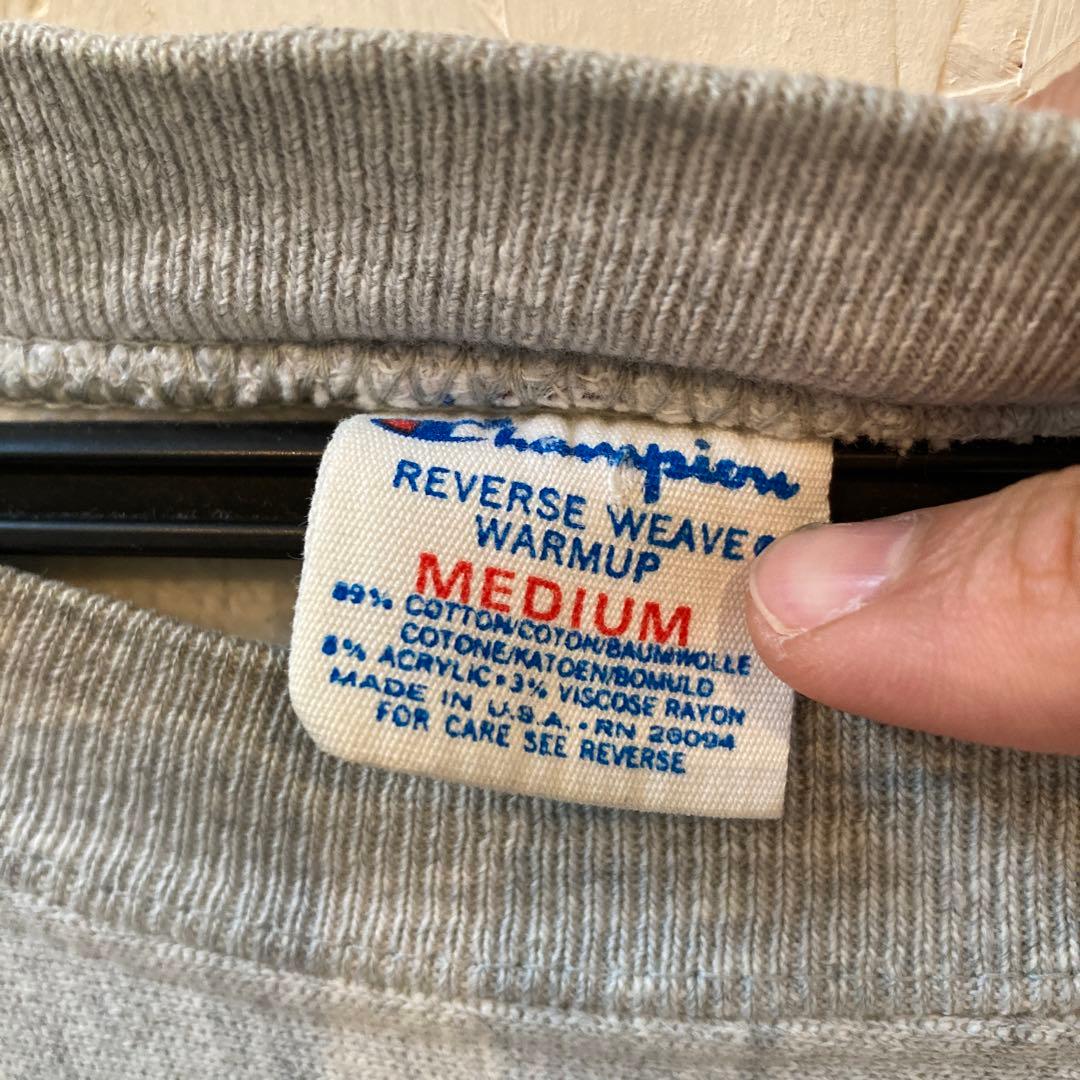 Champion
REVERSE WEAVE®
WARMUP
MEDIUM
89% COTTON/COTON/BAUMWOLLE
COTONE/KATOEN/BOMULD
8% ACRYLIC•3% VISCOSE RAYON
MADE IN U.S.A.•RN 26094
FOR CARE SEE REVERSE